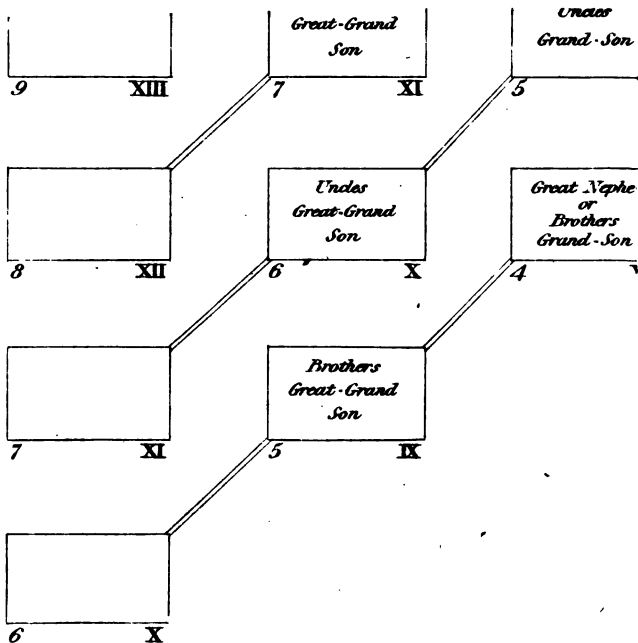 Great-Grand
Son
Uncles
Grand-Son
9 XIII
7 XI
5
Uncles
Great-Grand
Son
Great Nephe
or
Brothers
Grand-Son
8 XII
6 X
4
Brothers
Great-Grand
Son
7 XI
5 IX
6 X